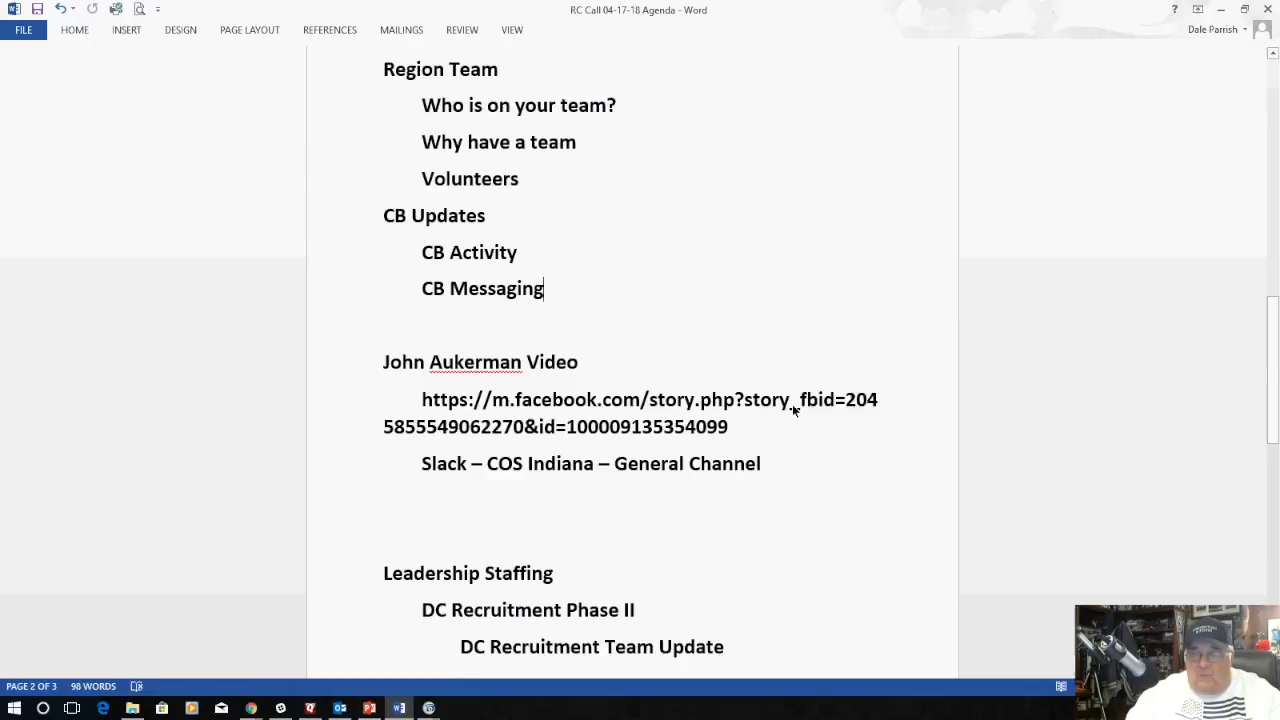 RC Call 04-17-18 Agenda - Word
FILE HOME INSERT DESIGN PAGE LAYOUT REFERENCES MAILINGS REVIEW VIEW
Dale Parrish
Region Team
Who is on your team?
Why have a team
Volunteers
CB Updates
CB Activity
CB Messaging
John Aukerman Video
https://m.facebook.com/story.php?story_fbid=204
5855549062270&id=100009135354099
Slack – COS Indiana – General Channel
Leadership Staffing
DC Recruitment Phase II
DC Recruitment Team Update
PAGE 2 OF 3 98 WORDS